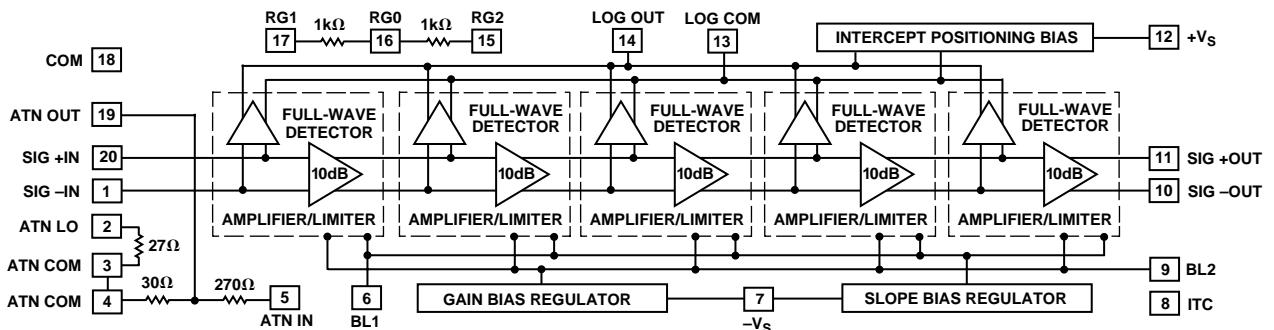 RG1 1kΩ RG0 1kΩ RG2 LOG OUT LOG COM
17 16 15 14 13 INTERCEPT POSITIONING BIAS 12 +VS
COM 18
ATN OUT 19
FULL-WAVE DETECTOR FULL-WAVE DETECTOR FULL-WAVE DETECTOR FULL-WAVE DETECTOR FULL-WAVE DETECTOR
SIG +IN 20 11 SIG +OUT
10dB 10dB 10dB 10dB 10dB
SIG –IN 1 10 SIG –OUT
AMPLIFIER/LIMITER AMPLIFIER/LIMITER AMPLIFIER/LIMITER AMPLIFIER/LIMITER AMPLIFIER/LIMITER
ATN LO 2
27Ω
ATN COM 3 9 BL2
30Ω 270Ω
ATN COM 4 5 6 GAIN BIAS REGULATOR 7 SLOPE BIAS REGULATOR 8 ITC
ATN IN BL1 –VS